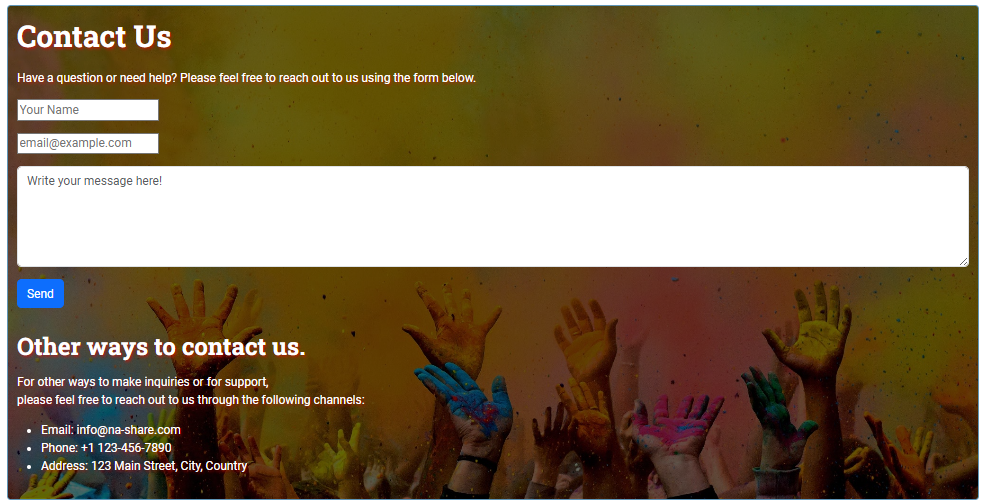 Contact Us
Have a question or need help? Please feel free to reach out to us using the form below.
Your Name
email@example.com
Write your message here!
Send
Other ways to contact us.
For other ways to make inquiries or for support,
please feel free to reach out to us through the following channels:
Email: info@na-share.com
Phone: +1 123-456-7890
Address: 123 Main Street, City, Country